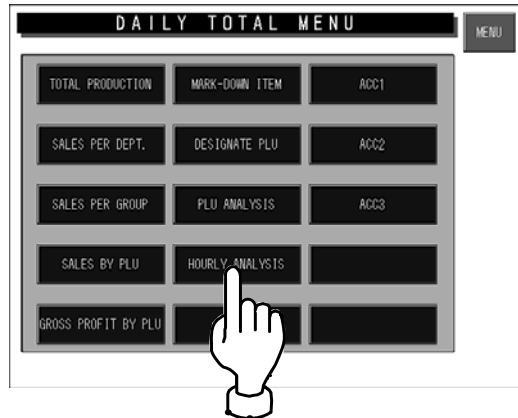 DAILY TOTAL MENU
MENU
TOTAL PRODUCTION MARK-DOWN ITEM ACC1
SALES PER DEPT. DESIGNATE PLU ACC2
SALES PER GROUP PLU ANALYSIS ACC3
SALES BY PLU HOURLY ANALYSIS
GROSS PROFIT BY PLU